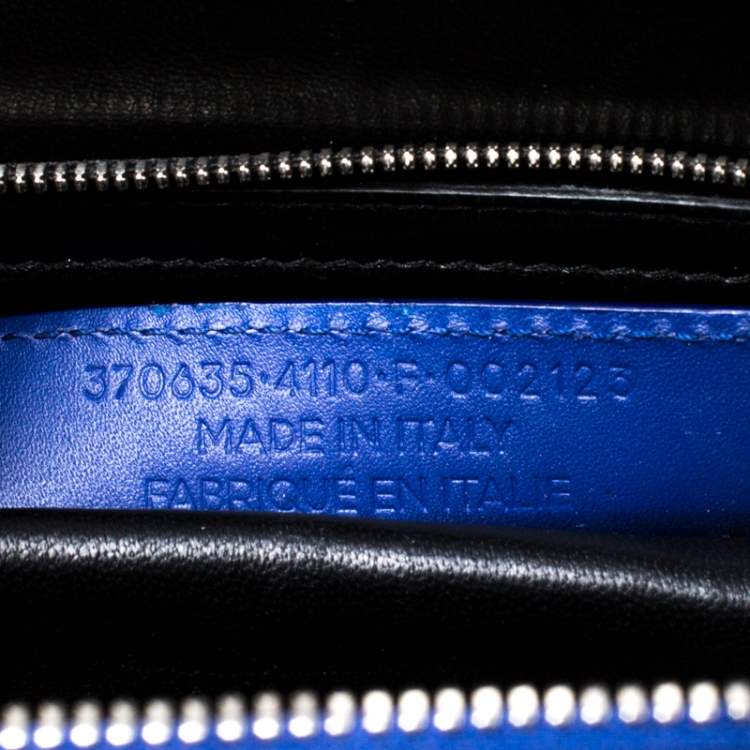 370635·4110·F·002123
MADE IN ITALY
FABRIQUÉ EN ITALIE